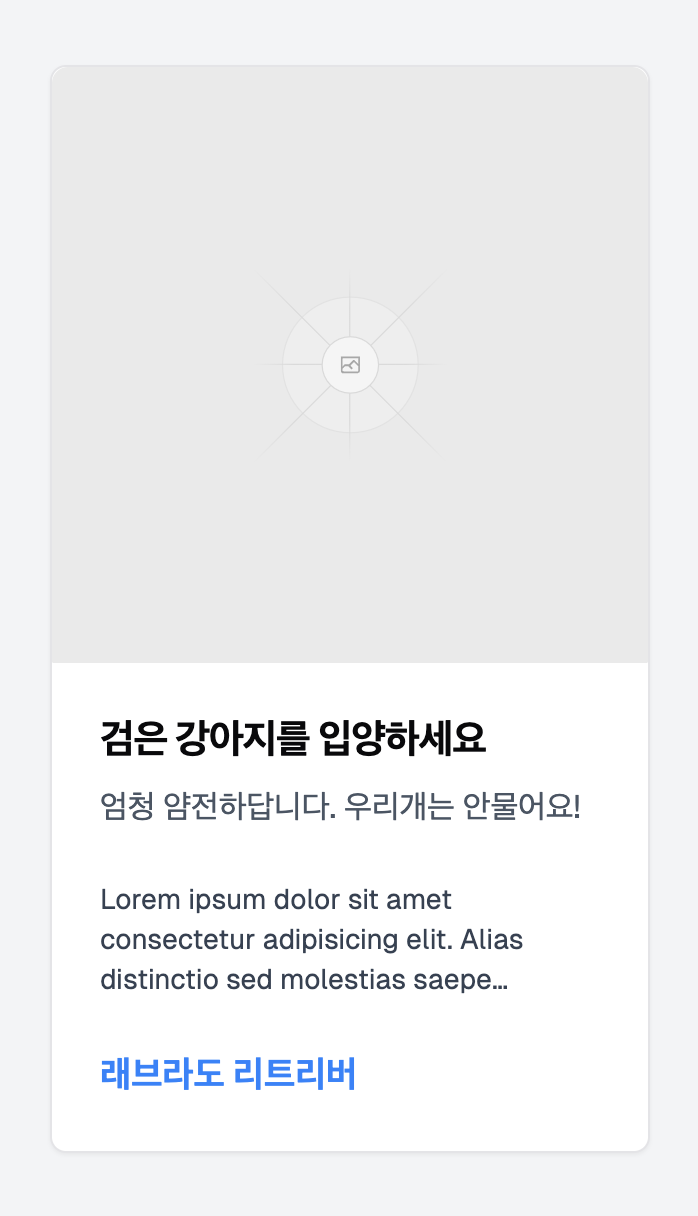 검은 강아지를 입양하세요
엄청 얌전하답니다. 우리개는 안물어요!
Lorem ipsum dolor sit amet
consectetur adipisicing elit. Alias
distinctio sed molestias saepe…
래브라도 리트리버